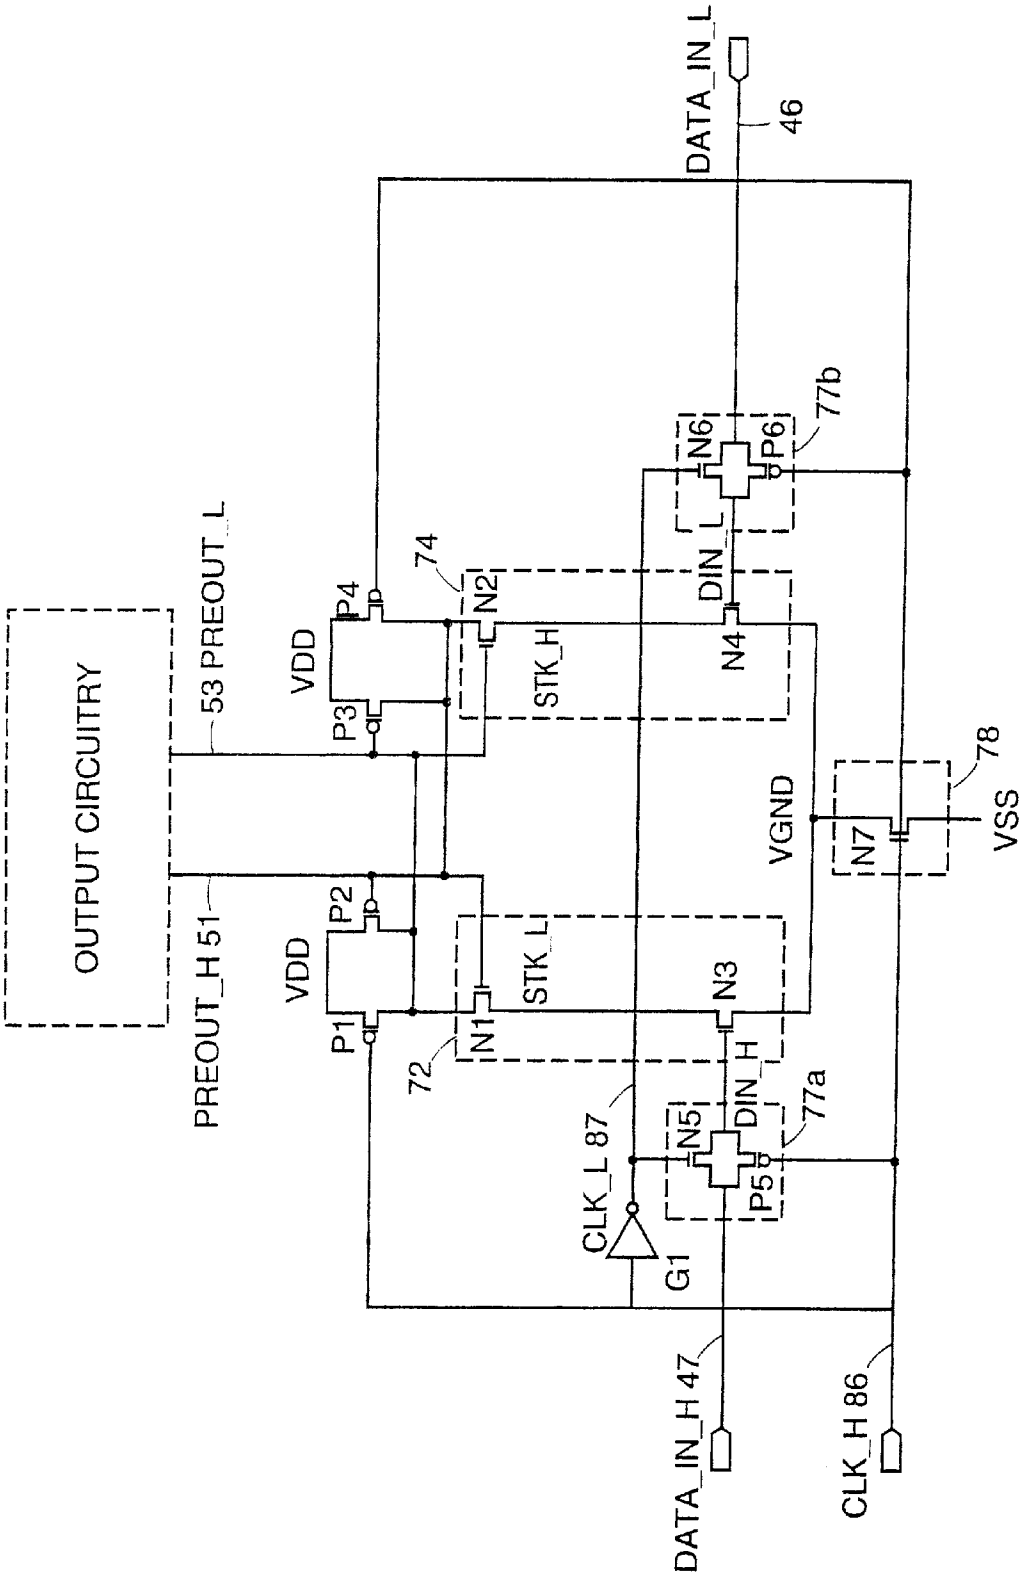 OUTPUT CIRCUITRY
PREOUT_H 51
53 PREOUT_L
VDD
VDD
P1
P2
P3
P4
72
N1
STK_L
74
N2
STK_H
CLK_L 87
G1
N5
P5
DIN_H
77a
N3
N4
DIN_L
N6
P6
77b
DATA_IN_H 47
DATA_IN_L
46
VGND
N7
78
VSS
CLK_H 86